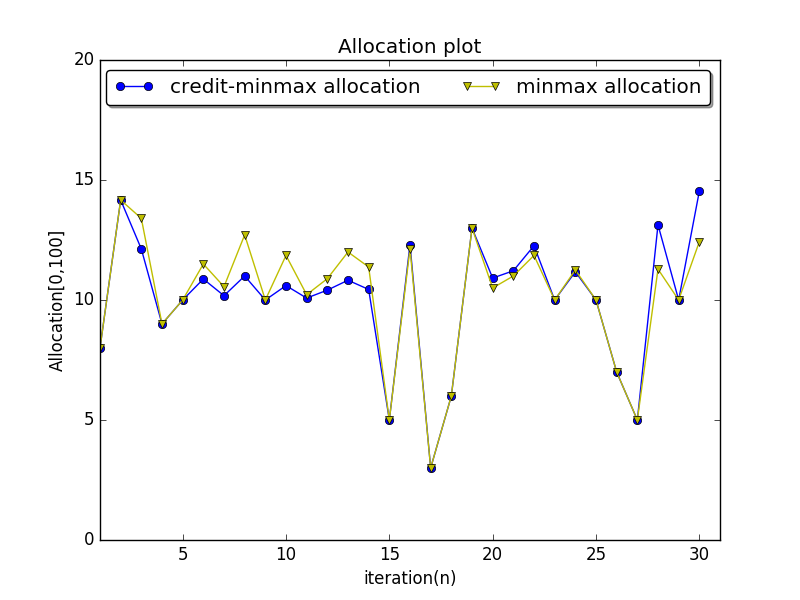 Allocation plot
credit-minmax allocation
minmax allocation
20
15
10
5
0
Allocation[0,100]
5
10
15
20
25
30
iteration(n)